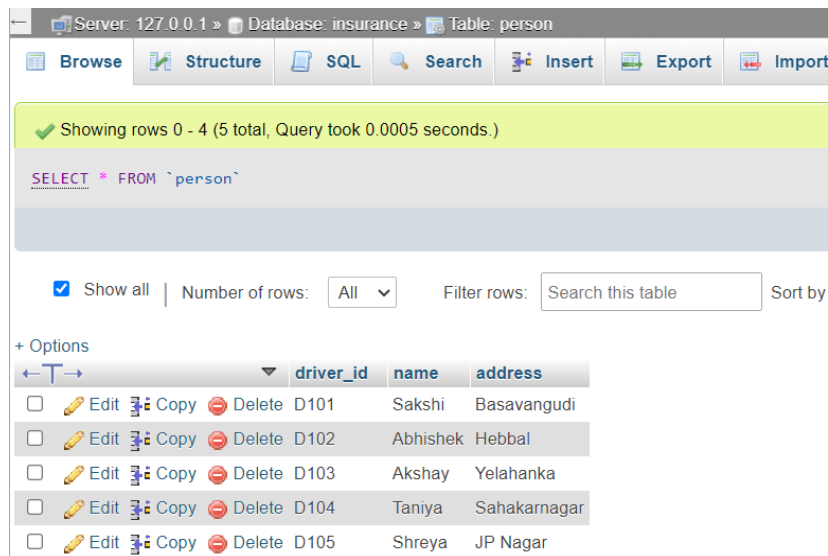 ← Server: 127.0.0.1 » Database: insurance » Table: person
Browse Structure SQL Search Insert Export Import
Showing rows 0 - 4 (5 total, Query took 0.0005 seconds.)
SELECT * FROM `person`
Show all | Number of rows: All Filter rows: Search this table Sort by
+ Options
←T→ driver_id name address
Edit Copy Delete D101 Sakshi Basavangudi
Edit Copy Delete D102 Abhishek Hebbal
Edit Copy Delete D103 Akshay Yelahanka
Edit Copy Delete D104 Taniya Sahakarnagar
Edit Copy Delete D105 Shreya JP Nagar